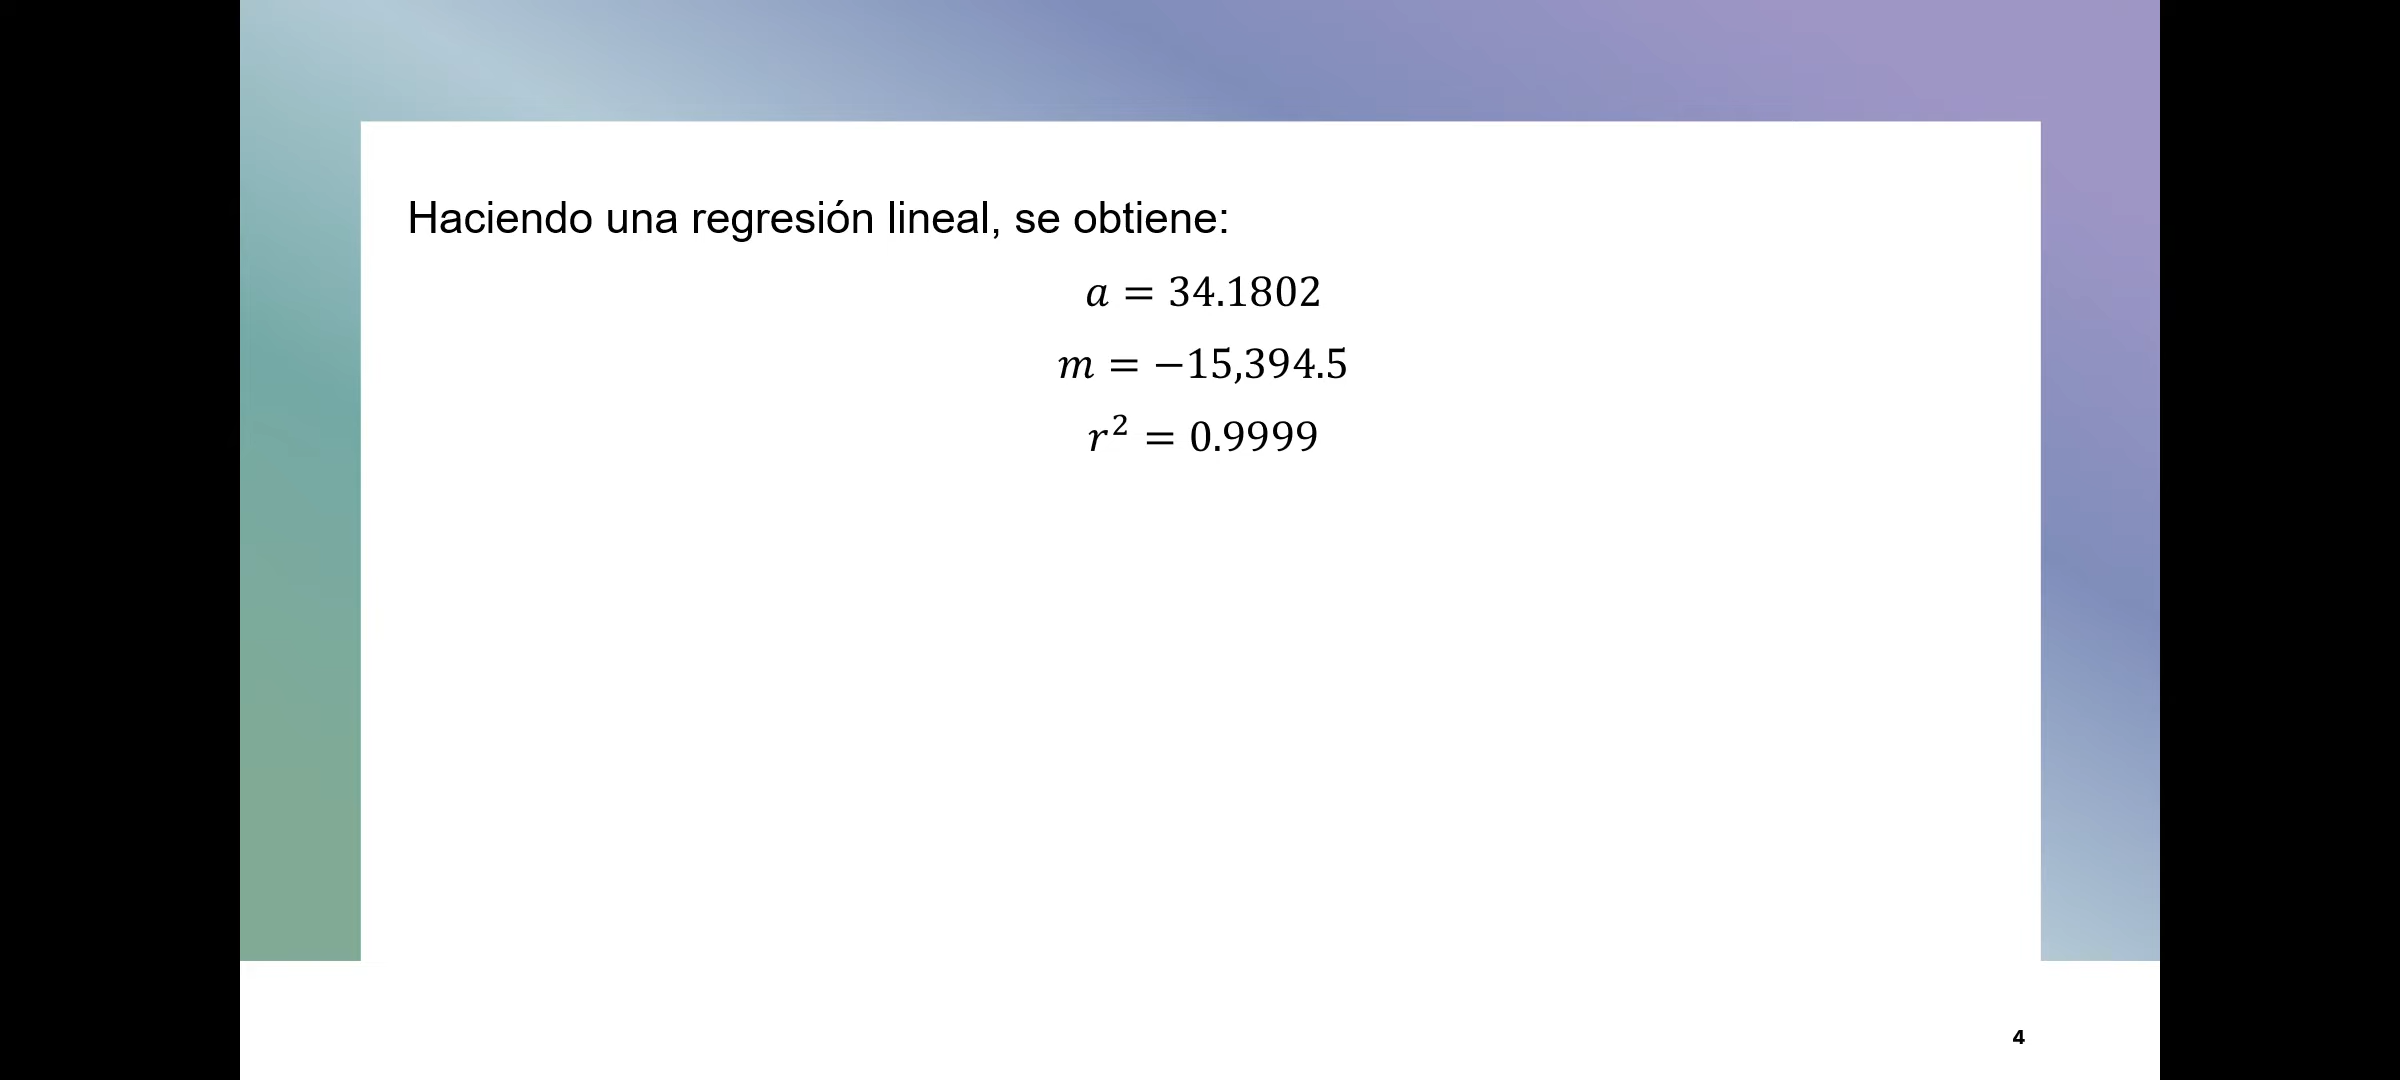 Haciendo una regresión lineal, se obtiene:
a = 34.1802
m = −15,394.5
r² = 0.9999
4